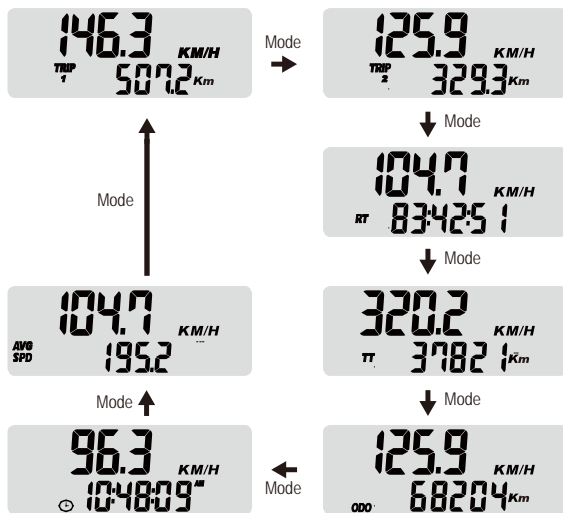 146.3 KM/H
TRIP 1 507.2 Km
Mode
125.9 KM/H
TRIP 2 329.3 Km
Mode
104.7 KM/H
RT 83:42:51
Mode
320.2 KM/H
TT 37821 Km
Mode
125.9 KM/H
ODO 68204 Km
Mode
96.3 KM/H
10:48:09 AM
Mode
104.7 KM/H
AVG SPD 195.2
Mode